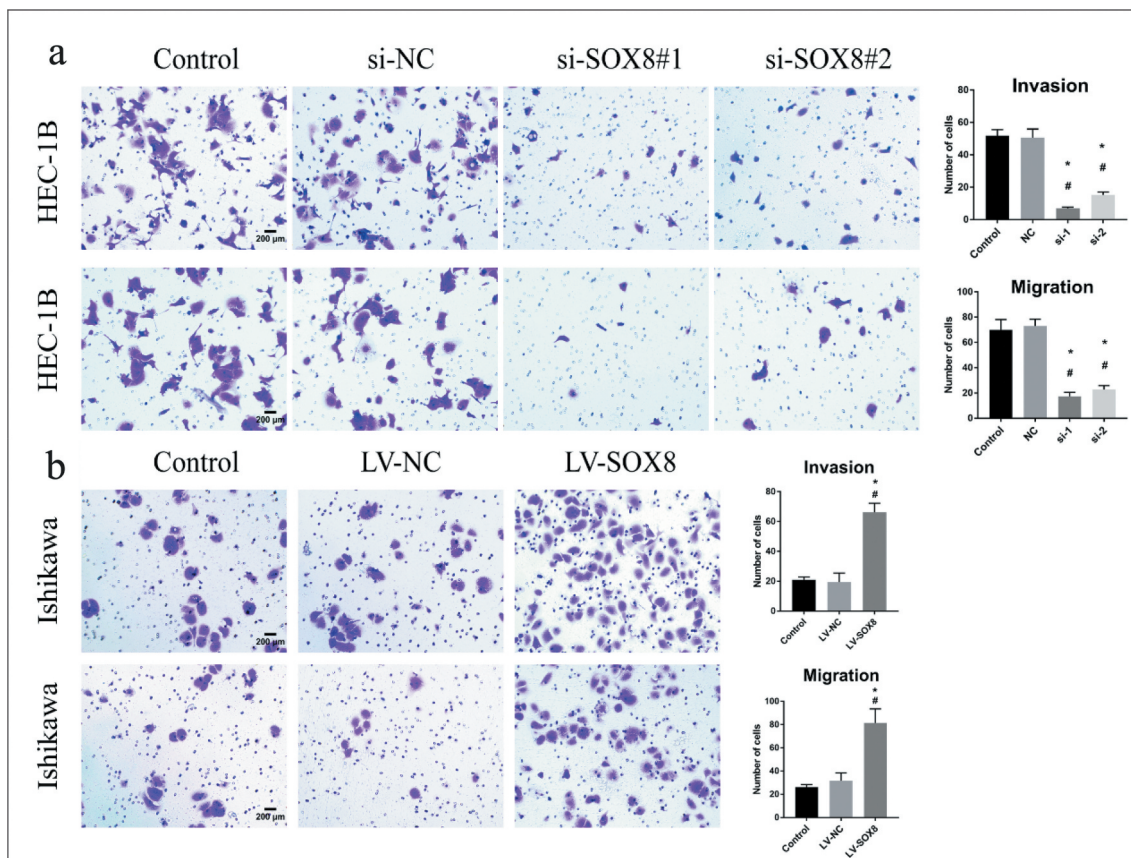 a
Control si-NC si-SOX8#1 si-SOX8#2
HEC-1B
200 μm
Invasion
Number of cells
80
60
40
20
0
* *
# #
Control NC si-1 si-2
HEC-1B
200 μm
Migration
Number of cells
100
80
60
40
20
0
* *
# #
Control NC si-1 si-2
b
Control LV-NC LV-SOX8
Ishikawa
200 μm
Invasion
Number of cells
80
60
40
20
0
*
#
Control LV-NC LV-SOX8
Ishikawa
200 μm
Migration
Number of cells
100
80
60
40
20
0
*
#
Control LV-NC LV-SOX8